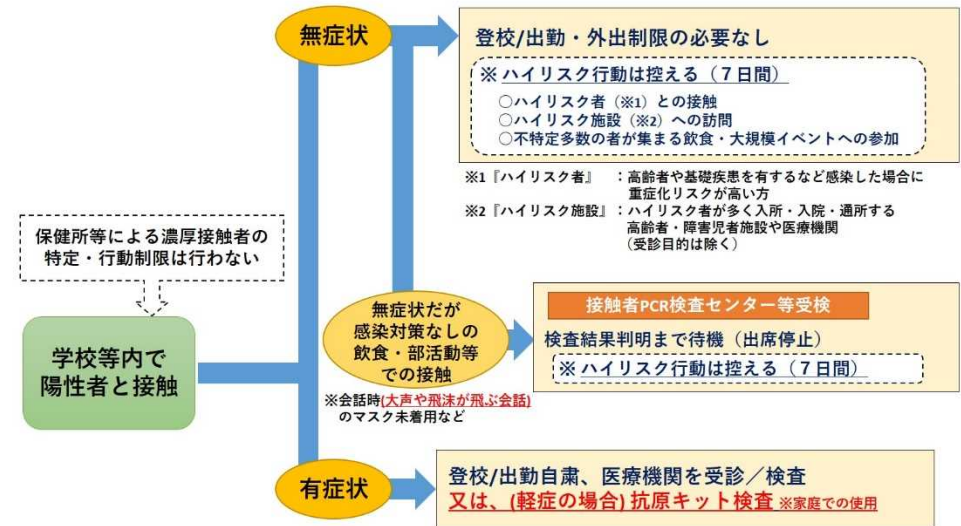 無症状
登校/出勤・外出制限の必要なし
※ ハイリスク行動は控える（７日間）
○ハイリスク者（※1）との接触
○ハイリスク施設（※2）への訪問
○不特定多数の者が集まる飲食・大規模イベントへの参加
※1『ハイリスク者』 ：高齢者や基礎疾患を有するなど感染した場合に
重症化リスクが高い方
※2『ハイリスク施設』：ハイリスク者が多く入所・入院・通所する
高齢者・障害児者施設や医療機関
（受診目的は除く）
保健所等による濃厚接触者の
特定・行動制限は行わない
学校等内で
陽性者と接触
無症状だが
感染対策なしの
飲食・部活動等
での接触
※会話時(大声や飛沫が飛ぶ会話)
のマスク未着用など
接触者PCR検査センター等受検
検査結果判明まで待機（出席停止）
※ ハイリスク行動は控える（７日間）
有症状
登校/出勤自粛、医療機関を受診／検査
又は、(軽症の場合) 抗原キット検査 ※家庭での使用